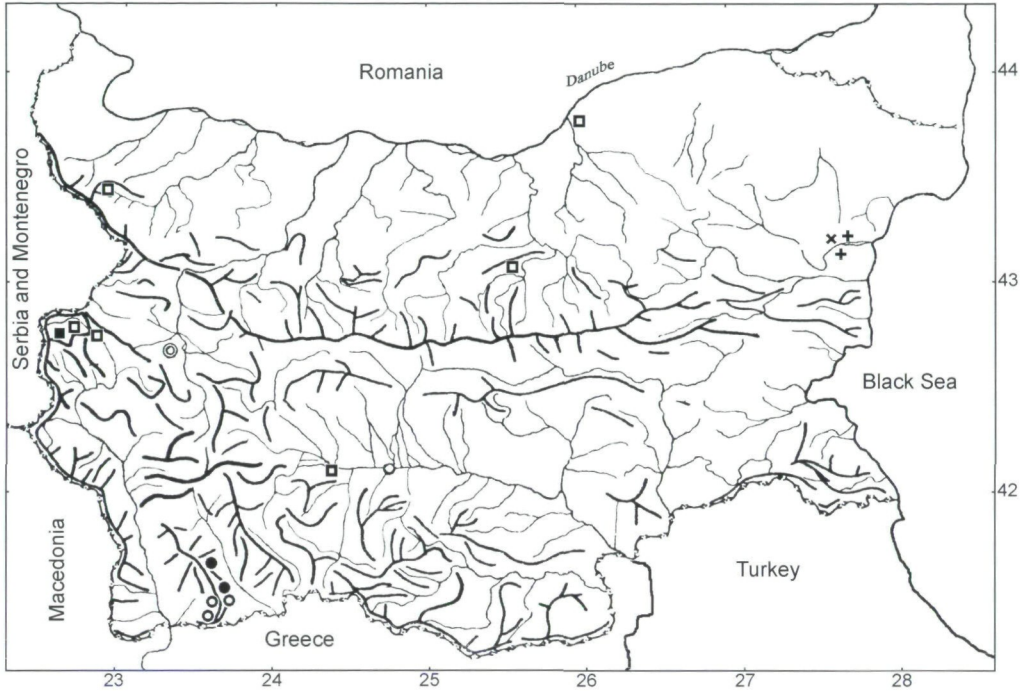 Romania
Danube
44
Serbia and Montenegro
43
Black Sea
42
Macedonia
Turkey
Greece
23 24 25 26 27 28